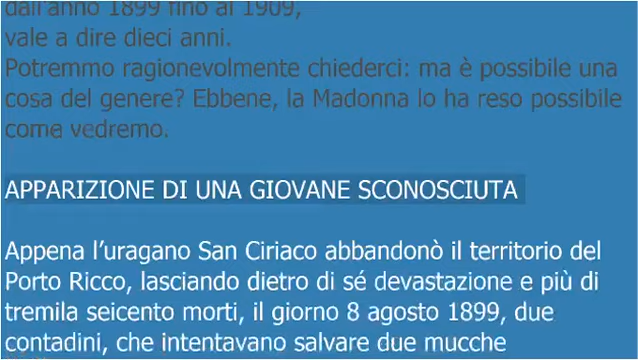 dall'anno 1899 fino al 1909,
vale a dire dieci anni.
Potremmo ragionevolmente chiederci: ma è possibile una
cosa del genere? Ebbene, la Madonna lo ha reso possibile
come vedremo.
APPARIZIONE DI UNA GIOVANE SCONOSCIUTA
Appena l'uragano San Ciriaco abbandonò il territorio del
Porto Ricco, lasciando dietro di sé devastazione e più di
tremila seicento morti, il giorno 8 agosto 1899, due
contadini, che intentavano salvare due mucche